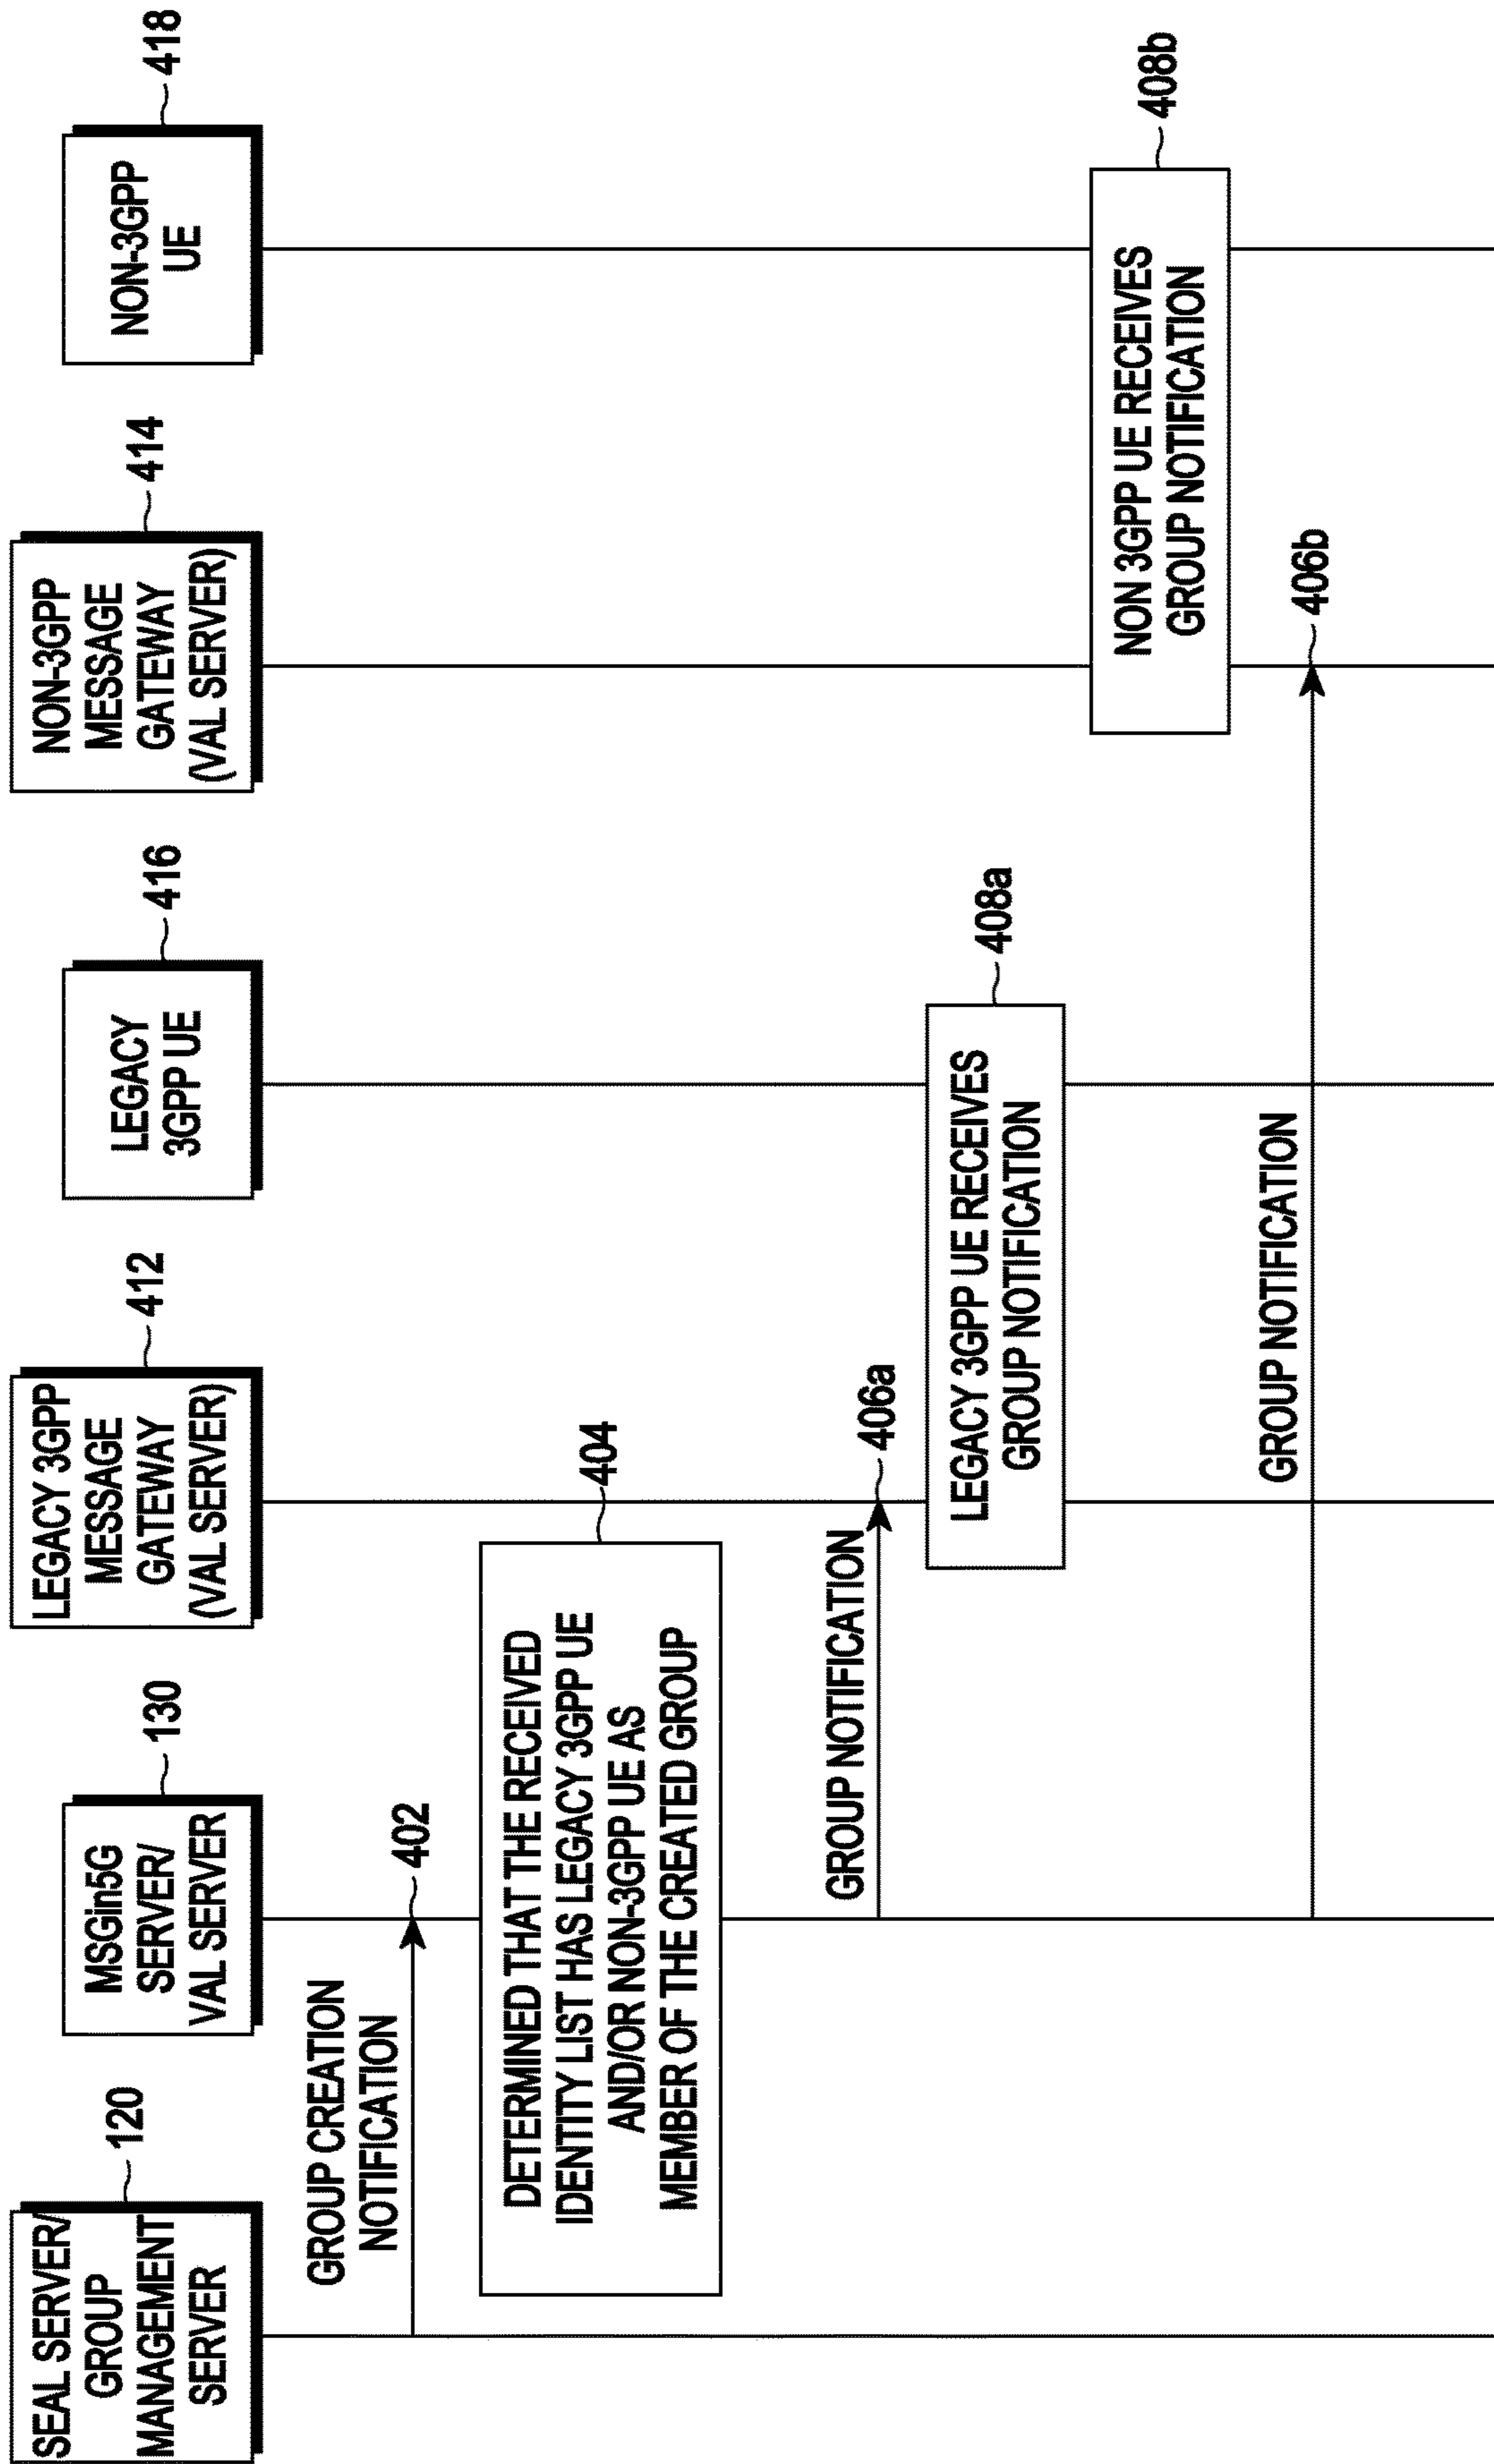 SEAL SERVER/
GROUP
MANAGEMENT
SERVER
120
MSGin5G
SERVER/
VAL SERVER
130
LEGACY 3GPP
MESSAGE
GATEWAY
(VAL SERVER)
412
LEGACY
3GPP UE
416
NON-3GPP
MESSAGE
GATEWAY
(VAL SERVER)
414
NON-3GPP
UE
418
GROUP CREATION
NOTIFICATION
402
DETERMINED THAT THE RECEIVED
IDENTITY LIST HAS LEGACY 3GPP UE
AND/OR NON-3GPP UE AS
MEMBER OF THE CREATED GROUP
404
GROUP NOTIFICATION
406a
LEGACY 3GPP UE RECEIVES
GROUP NOTIFICATION
408a
NON 3GPP UE RECEIVES
GROUP NOTIFICATION
408b
GROUP NOTIFICATION
406b